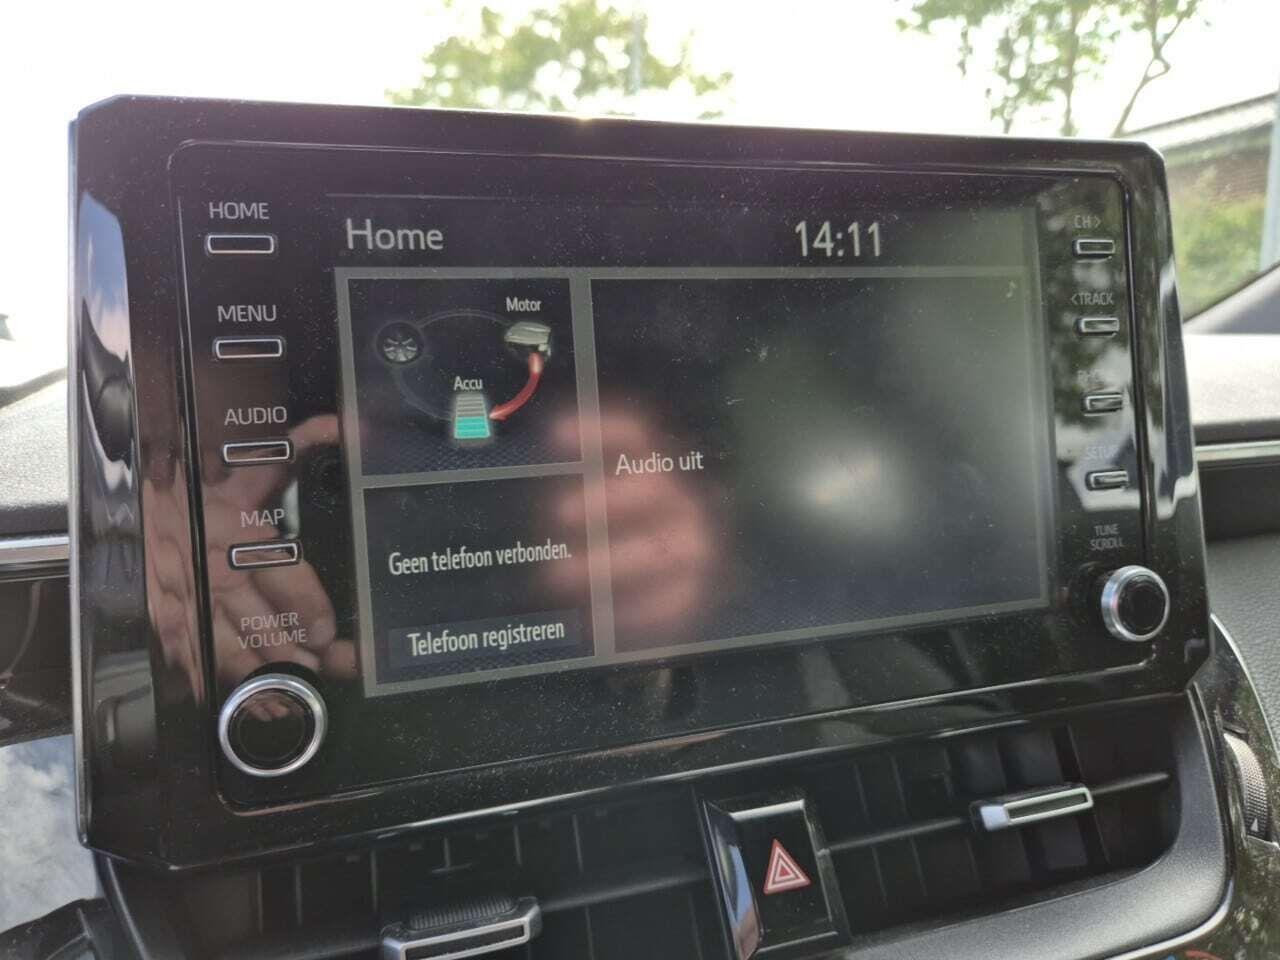 HOME
MENU
AUDIO
MAP
POWER
VOLUME
Home
14:11
Motor
Accu
Geen telefoon verbonden.
Telefoon registreren
Audio uit
CH>
<TRACK
SETUP
TUNE
SCROLL